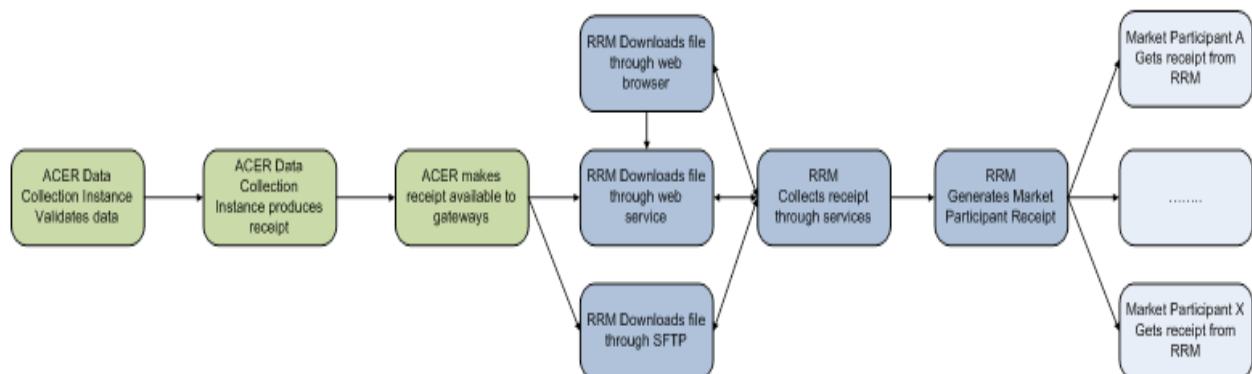 ACER Data
Collection Instance
Validates data
ACER Data
Collection
Instance produces
receipt
ACER makes
receipt available to
gateways
RRM Downloads file
through web
browser
RRM Downloads file
through web
service
RRM Downloads file
through SFTP
RRM
Collects receipt
through services
RRM
Generates Market
Participant Receipt
Market Participant A
Gets receipt from
RRM
........
Market Participant X
Gets receipt from
RRM